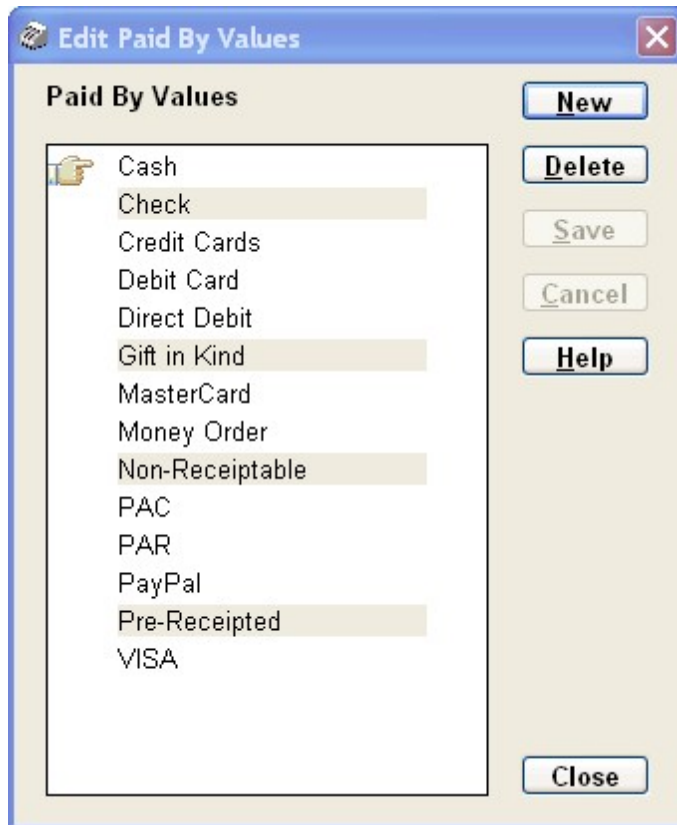 Edit Paid By Values
Paid By Values
New
Cash
Delete
Check
Credit Cards
Save
Debit Card
Cancel
Direct Debit
Gift in Kind
Help
MasterCard
Money Order
Non-Receiptable
PAC
PAR
PayPal
Pre-Receipted
VISA
Close